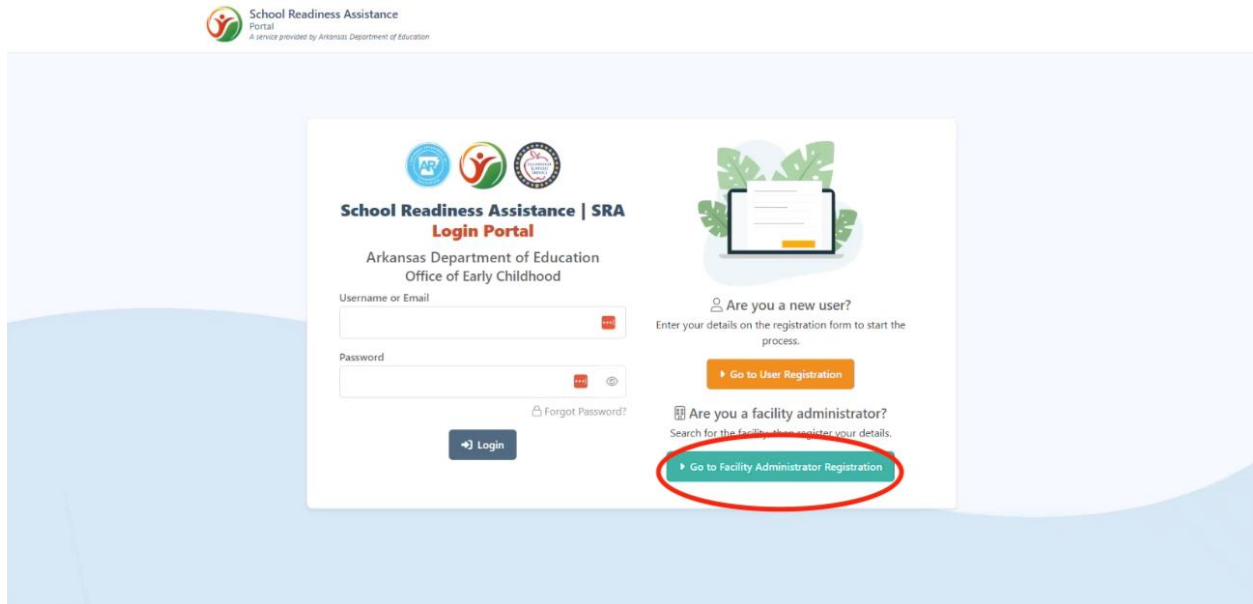 School Readiness Assistance
Portal
A service provided by Arkansas Department of Education
AR
School Readiness Assistance | SRA
Login Portal
Arkansas Department of Education
Office of Early Childhood
Username or Email
Password
Forgot Password?
Login
Are you a new user?
Enter your details on the registration form to start the
process.
Go to User Registration
Are you a facility administrator?
Search for the facility, then register your details.
Go to Facility Administrator Registration